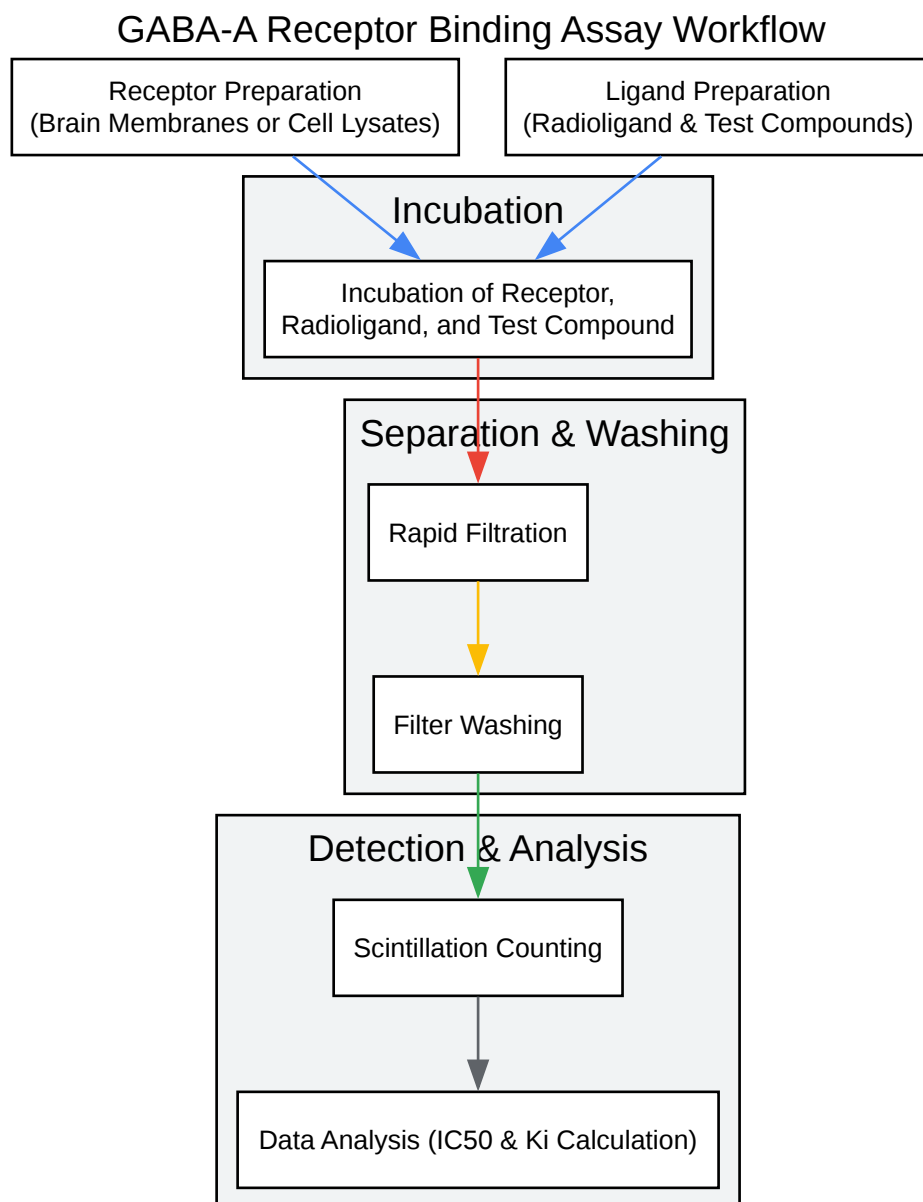 GABA-A Receptor Binding Assay Workflow
Receptor Preparation
(Brain Membranes or Cell Lysates)
Ligand Preparation
(Radioligand & Test Compounds)
Incubation
Incubation of Receptor,
Radioligand, and Test Compound
Separation & Washing
Rapid Filtration
Filter Washing
Detection & Analysis
Scintillation Counting
Data Analysis (IC50 & Ki Calculation)